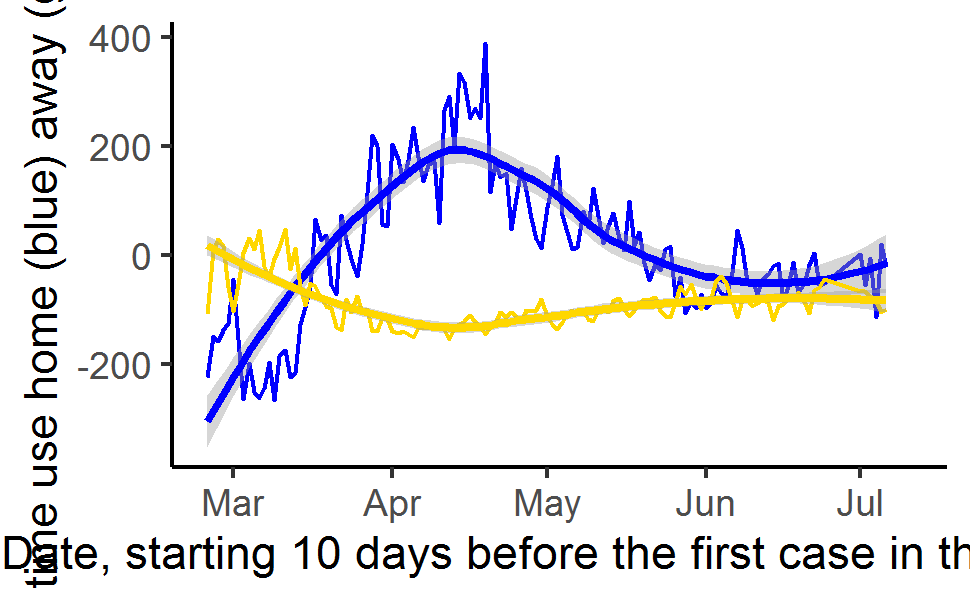 time use home (blue) away (
400
200
0
-200
Mar Apr May Jun Jul
Date, starting 10 days before the first case in th